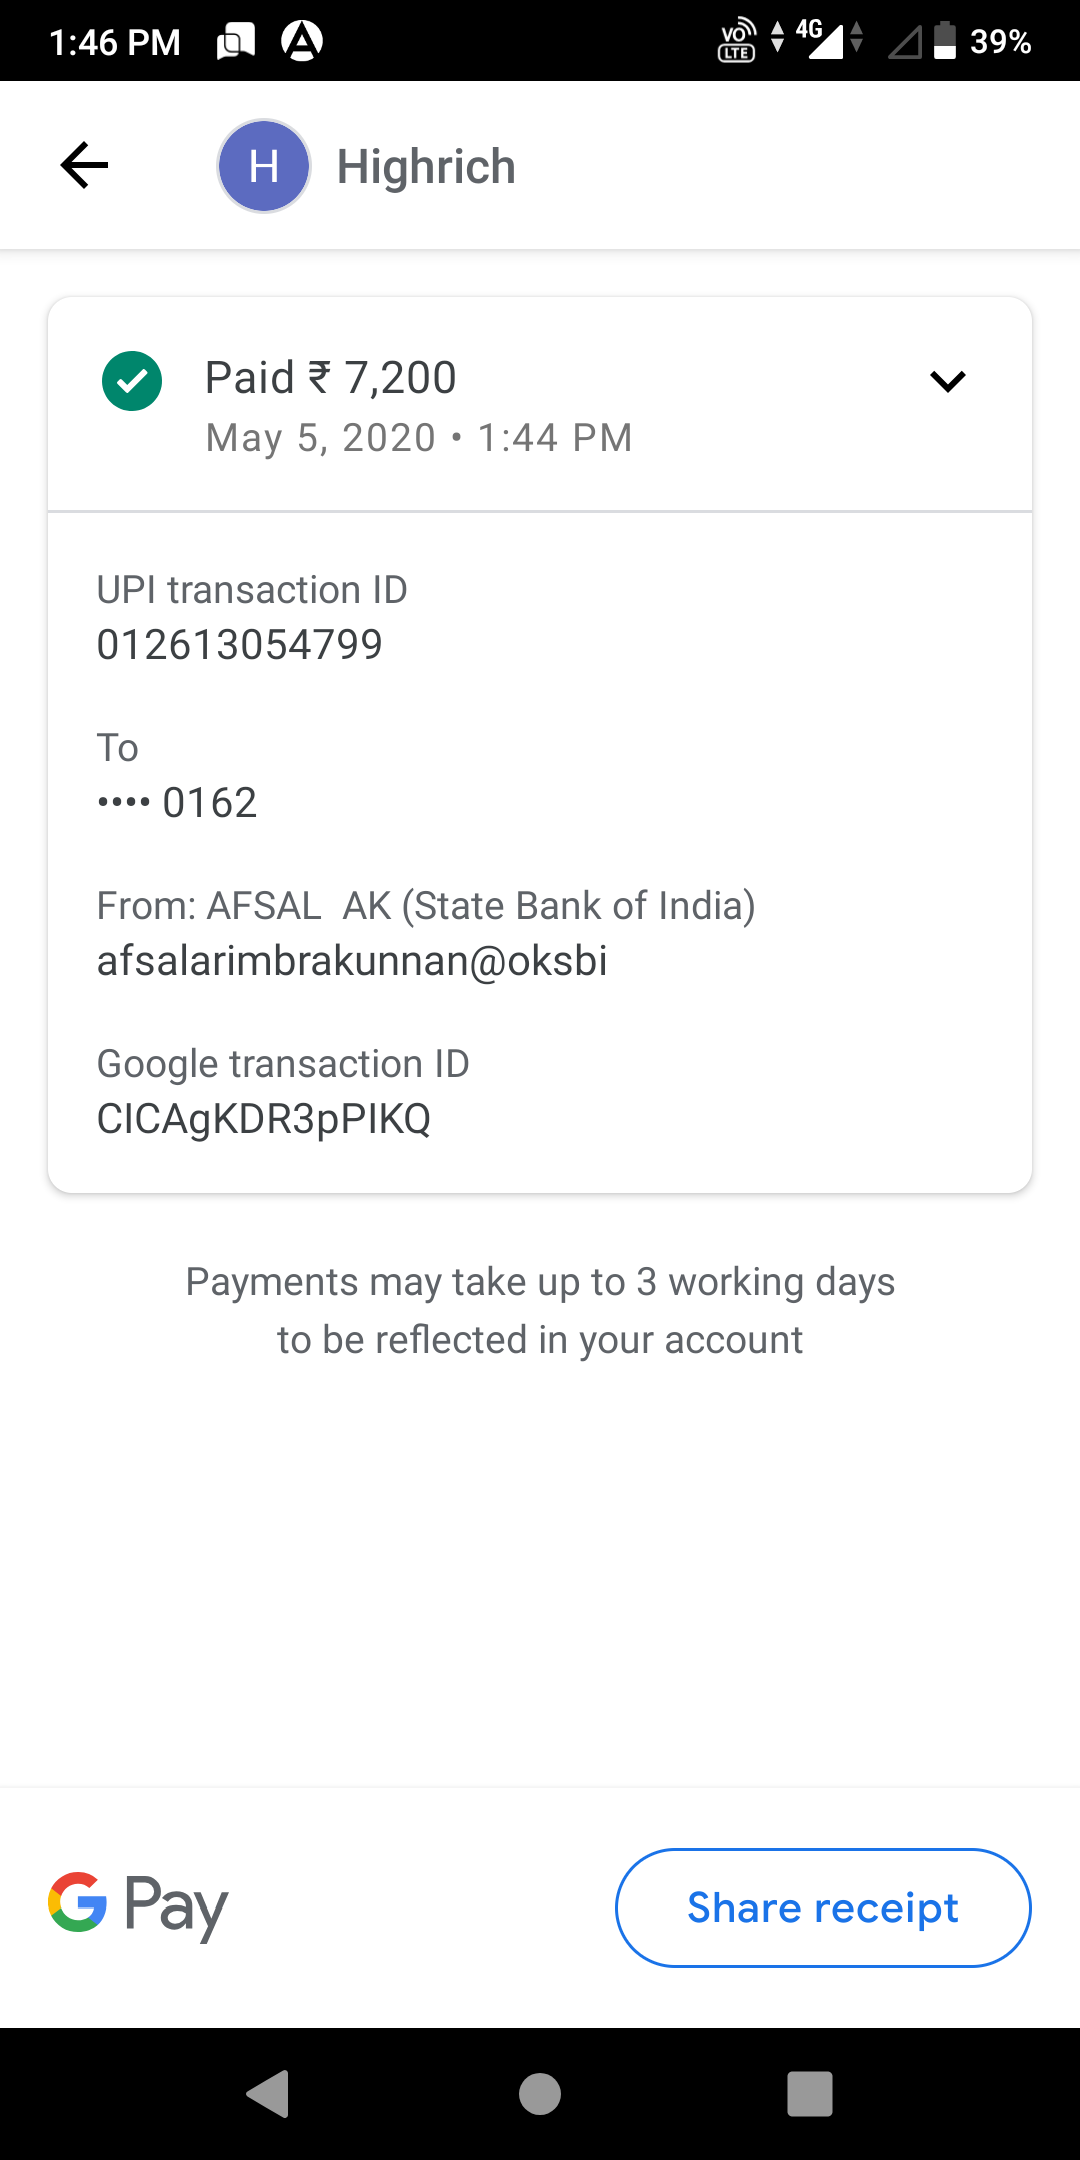 1:46 PM VO LTE 4G 39%
H Highrich
Paid ₹ 7,200
May 5, 2020 • 1:44 PM
UPI transaction ID
012613054799
To
•••• 0162
From: AFSAL  AK (State Bank of India)
afsalarimbrakunnan@oksbi
Google transaction ID
CICAgKDR3pPIKQ
Payments may take up to 3 working days
to be reflected in your account
G Pay Share receipt